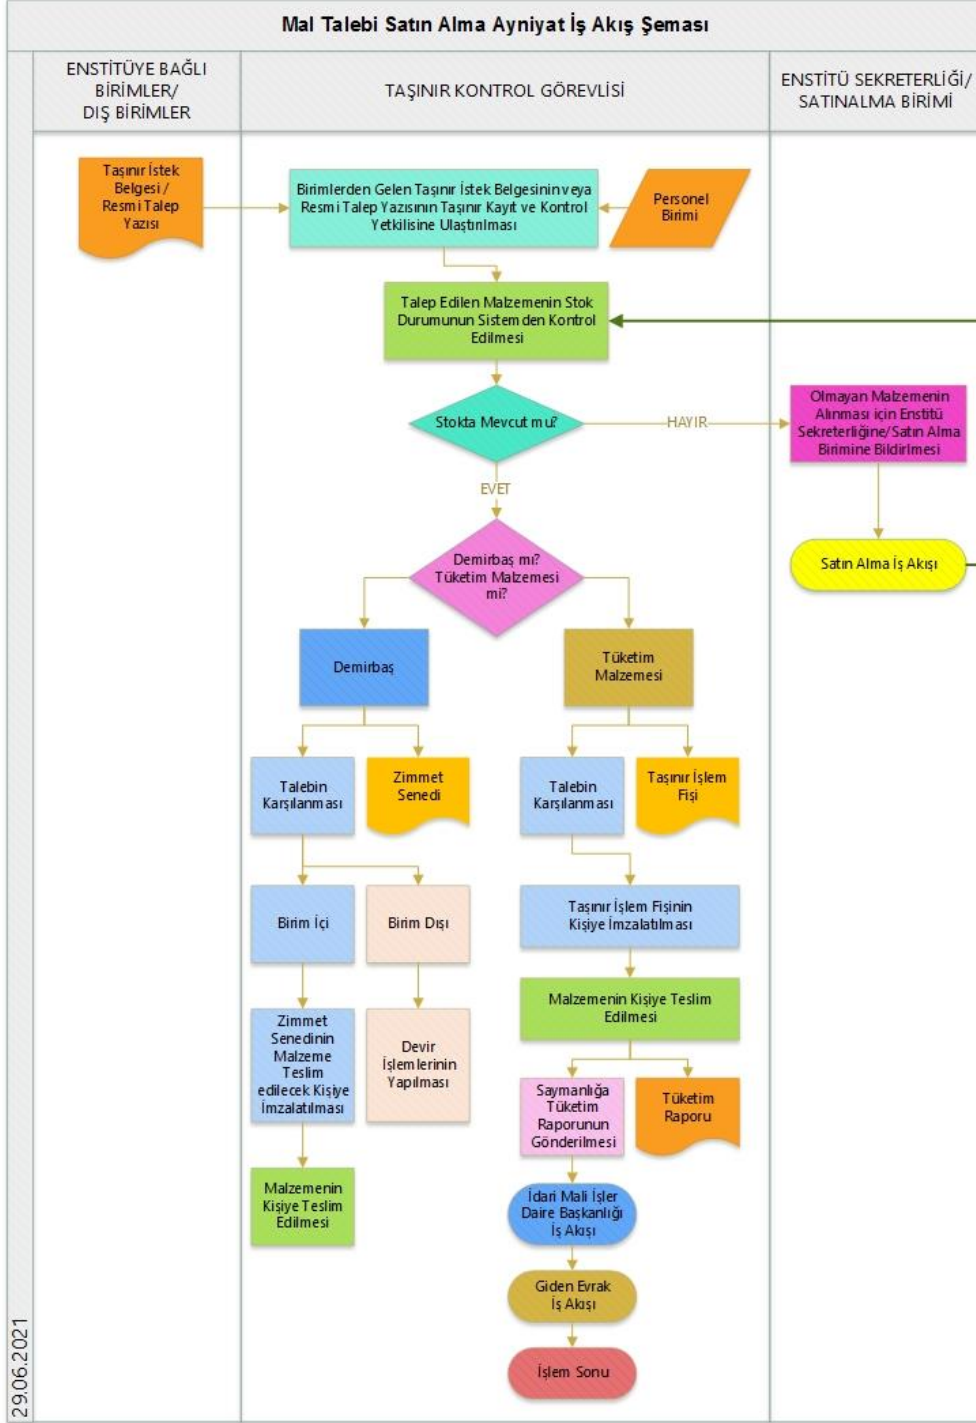 Mal Talebi Satın Alma Ayniyat İş Akış Şeması
ENSTİTÜYE BAĞLI
BİRİMLER/
DIŞ BİRİMLER
TAŞINIR KONTROL GÖREVLİSİ
ENSTİTÜ SEKRETERLİĞİ/
SATINALMA BİRİMİ
Taşınır İstek
Belgesi /
Resmi Talep
Yazısı
Birimlerden Gelen Taşınır İstek Belgesinin veya
Resmi Talep Yazısının Taşınır Kayıt ve Kontrol
Yetkilisine Ulaştırılması
Personel
Birimi
Talep Edilen Malzemenin Stok
Durumunun Sistemden Kontrol
Edilmesi
Stokta Mevcut mu?
HAYIR
Olmayan Malzemenin
Alınması için Enstitü
Sekreterliğine/Satın Alma
Birimine Bildirilmesi
EVET
Demirbaş mı?
Tüketim Malzemesi
mi?
Satın Alma İş Akışı
Demirbaş
Tüketim
Malzemesi
Talebin
Karşılanması
Zimmet
Senedi
Talebin
Karşılanması
Taşınır İşlem
Fişi
Birim İçi
Birim Dışı
Taşınır İşlem Fişinin
Kişiye İmzalatılması
Zimmet
Senedinin
Malzeme
Teslim
edilecek Kişiye
İmzalatılması
Devir
İşlemlerinin
Yapılması
Malzemenin Kişiye Teslim
Edilmesi
Saymanlığa
Tüketim
Raporunun
Gönderilmesi
Tüketim
Raporu
Malzemenin
Kişiye Teslim
Edilmesi
İdari Mali İşler
Daire Başkanlığı
İş Akışı
Giden Evrak
İş Akışı
İşlem Sonu
29.06.2021